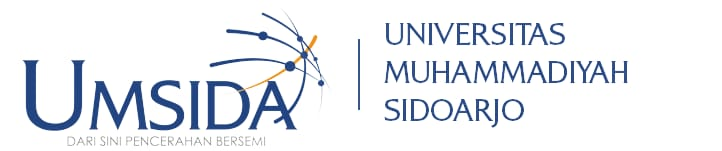 UMSIDA
DARI SINI PENCERAHAN BERSEMI
UNIVERSITAS
MUHAMMADIYAH
SIDOARJO